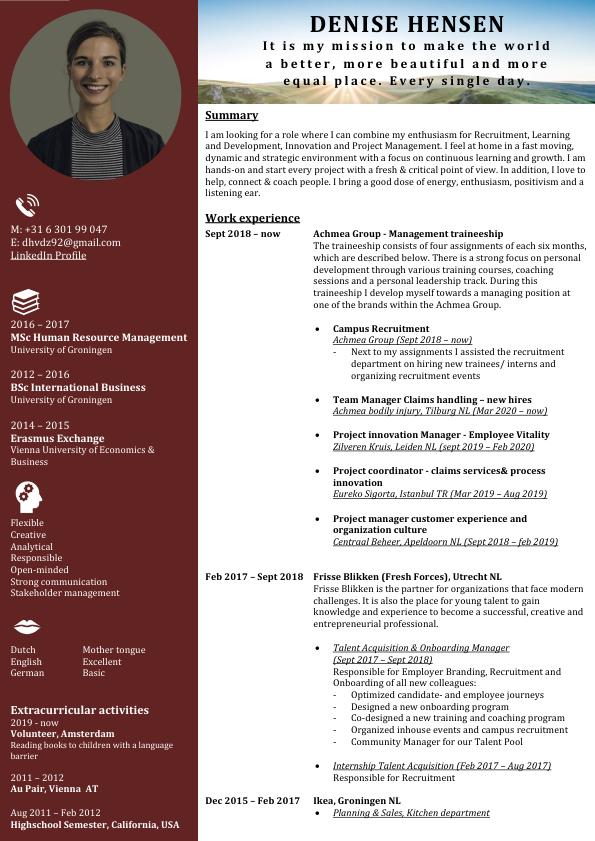 DENISE HENSEN
It is my mission to make the world
a better, more beautiful and more
equal place. Every single day.
M: +31 6 301 99 047
E: dhvdz92@gmail.com
LinkedIn Profile
2016 – 2017
MSc Human Resource Management
University of Groningen
2012 – 2016
BSc International Business
University of Groningen
2014 – 2015
Erasmus Exchange
Vienna University of Economics &
Business
Flexible
Creative
Analytical
Responsible
Open-minded
Strong communication
Stakeholder management
Dutch Mother tongue
English Excellent
German Basic
Extracurricular activities
2019 - now
Volunteer, Amsterdam
Reading books to children with a language
barrier
2011 – 2012
Au Pair, Vienna AT
Aug 2011 – Feb 2012
Highschool Semester, California, USA
Summary
I am looking for a role where I can combine my enthusiasm for Recruitment, Learning
and Development, Innovation and Project Management. I feel at home in a fast moving,
dynamic and strategic environment with a focus on continuous learning and growth. I am
hands-on and start every project with a fresh & critical point of view. In addition, I love to
help, connect & coach people. I bring a good dose of energy, enthusiasm, positivism and a
listening ear.
Work experience
Sept 2018 – now Achmea Group - Management traineeship
The traineeship consists of four assignments of each six months,
which are described below. There is a strong focus on personal
development through various training courses, coaching
sessions and a personal leadership track. During this
traineeship I develop myself towards a managing position at
one of the brands within the Achmea Group.
• Campus Recruitment
Achmea Group (Sept 2018 – now)
- Next to my assignments I assisted the recruitment
department on hiring new trainees/ interns and
organizing recruitment events
• Team Manager Claims handling – new hires
Achmea bodily injury, Tilburg NL (Mar 2020 – now)
• Project innovation Manager - Employee Vitality
Zilveren Kruis, Leiden NL (sept 2019 – Feb 2020)
• Project coordinator - claims services& process
innovation
Eureko Sigorta, Istanbul TR (Mar 2019 – Aug 2019)
• Project manager customer experience and
organization culture
Centraal Beheer, Apeldoorn NL (Sept 2018 – feb 2019)
Feb 2017 – Sept 2018 Frisse Blikken (Fresh Forces), Utrecht NL
Frisse Blikken is the partner for organizations that face modern
challenges. It is also the place for young talent to gain
knowledge and experience to become a successful, creative and
entrepreneurial professional.
• Talent Acquisition & Onboarding Manager
(Sept 2017 – Sept 2018)
Responsible for Employer Branding, Recruitment and
Onboarding of all new colleagues:
- Optimized candidate- and employee journeys
- Designed a new onboarding program
- Co-designed a new training and coaching program
- Organized inhouse events and campus recruitment
- Community Manager for our Talent Pool
• Internship Talent Acquisition (Feb 2017 – Aug 2017)
Responsible for Recruitment
Dec 2015 – Feb 2017 Ikea, Groningen NL
• Planning & Sales, Kitchen department